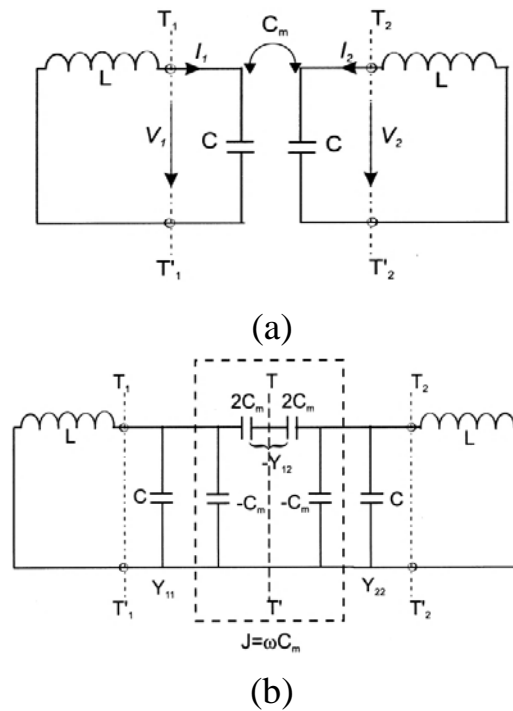 T₁ Cₘ T₂
I₁ I₂
L L
V₁ C C V₂
T'₁ T'₂
(a)
T₁ T T₂
2Cₘ 2Cₘ
L L
-Y₁₂
C -Cₘ -Cₘ C
Y₁₁ Y₂₂
T'₁ T' T'₂
J=ωCₘ
(b)